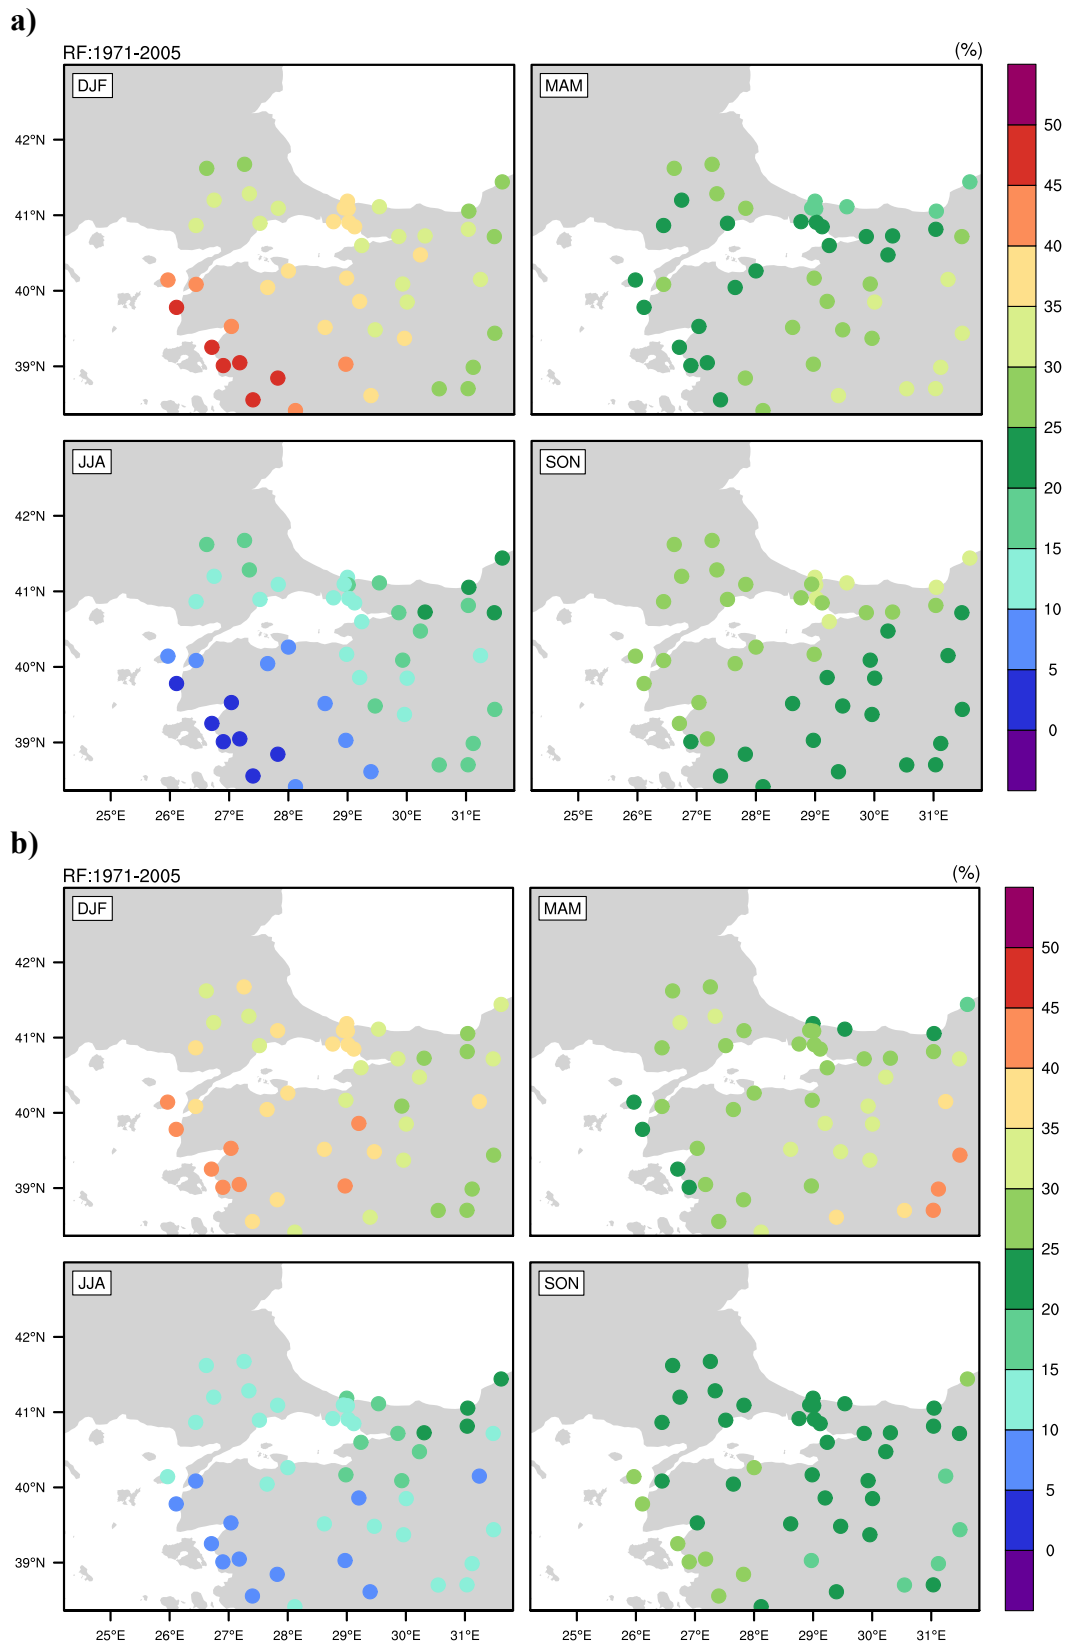 a)
RF:1971-2005 (%)
DJF MAM
42°N
41°N
40°N
39°N
JJA SON
42°N
41°N
40°N
39°N
25°E 26°E 27°E 28°E 29°E 30°E 31°E 25°E 26°E 27°E 28°E 29°E 30°E 31°E
50
45
40
35
30
25
20
15
10
5
0
b)
RF:1971-2005 (%)
DJF MAM
42°N
41°N
40°N
39°N
JJA SON
42°N
41°N
40°N
39°N
25°E 26°E 27°E 28°E 29°E 30°E 31°E 25°E 26°E 27°E 28°E 29°E 30°E 31°E
50
45
40
35
30
25
20
15
10
5
0